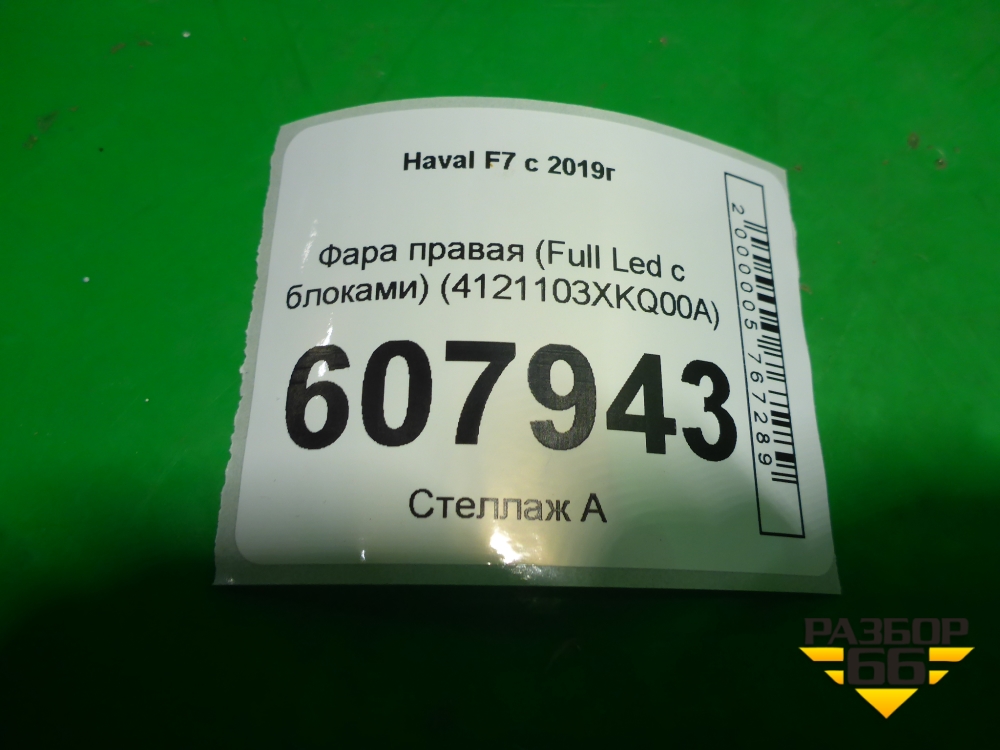 Haval F7 с 2019г
Фара правая (Full Led с
блоками) (4121103XKQ00A)
607943
Стеллаж А
2000005767289
РАЗБОР
66